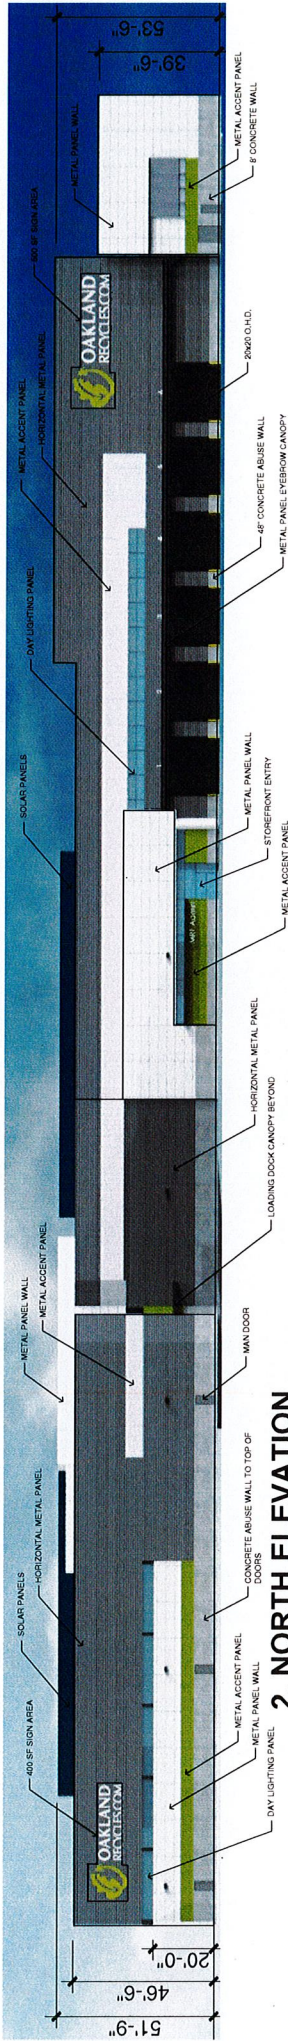 400 SF SIGN AREA
SOLAR PANELS
HORIZONTAL METAL PANEL
METAL PANEL WALL
METAL ACCENT PANEL
SOLAR PANELS
DAY LIGHTING PANEL
METAL ACCENT PANEL
HORIZONTAL METAL PANEL
600 SF SIGN AREA
METAL PANEL WALL
OAKLAND
RECYCLES.COM
OAKLAND
RECYCLES.COM
51'-9"
46'-6"
20'-0"
39'-6"
53'-6"
DAY LIGHTING PANEL
METAL PANEL WALL
METAL ACCENT PANEL
CONCRETE ABUSE WALL TO TOP OF
DOORS
MAN DOOR
LOADING DOCK CANOPY BEYOND
HORIZONTAL METAL PANEL
METAL ACCENT PANEL
STOREFRONT ENTRY
METAL PANEL WALL
METAL PANEL EYEBROW CANOPY
48" CONCRETE ABUSE WALL
20x20 O.H.D.
8' CONCRETE WALL
METAL ACCENT PANEL
2 NORTH ELEVATION